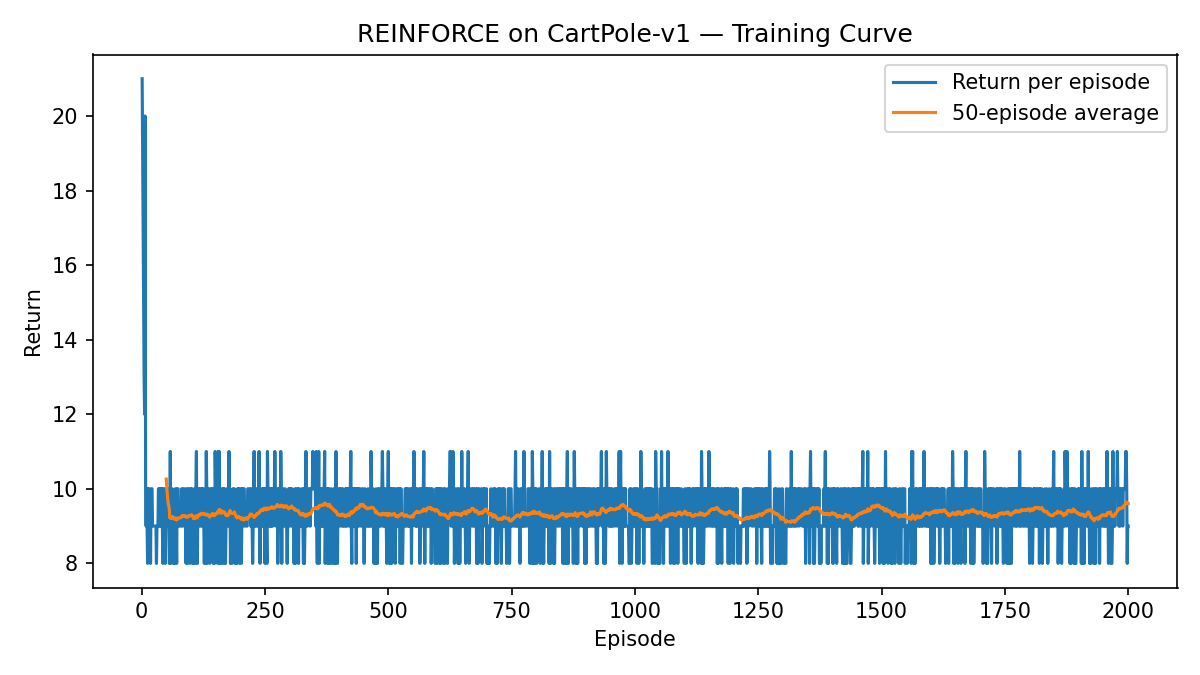 REINFORCE on CartPole-v1 — Training Curve
Return per episode
50-episode average
Return
20
18
16
14
12
10
8
0 250 500 750 1000 1250 1500 1750 2000
Episode